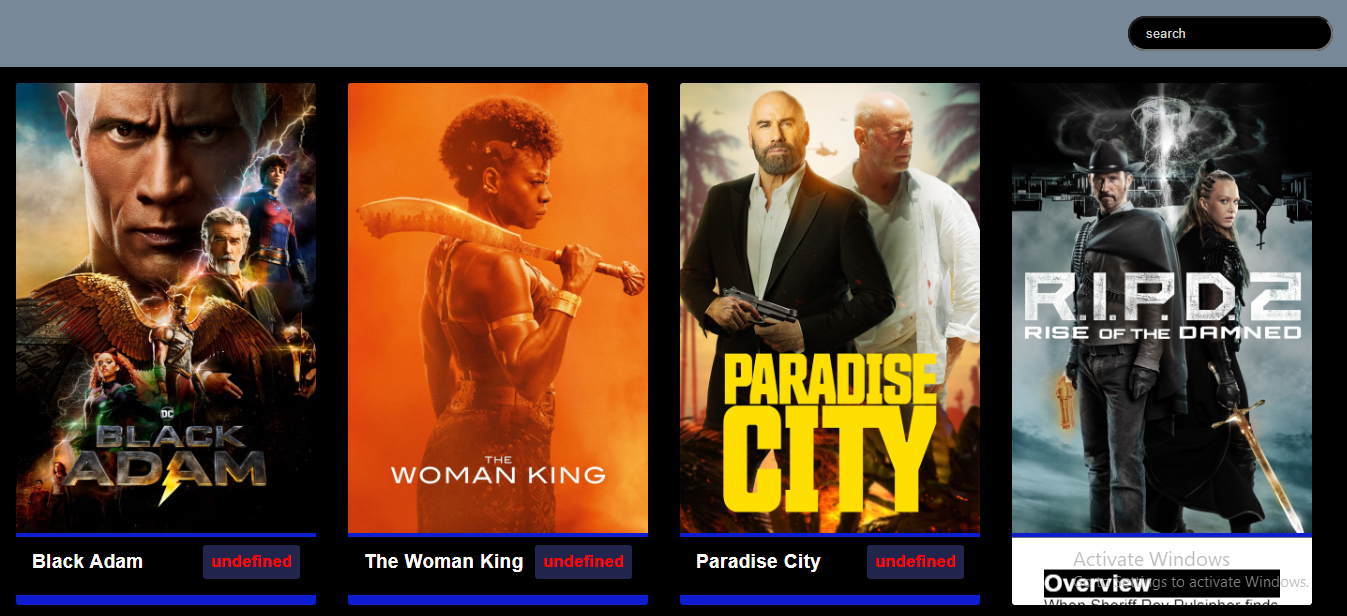 search
DC
BLACK
ADAM
THE
WOMAN KING
PARADISE
CITY
R.I.P.D.2
RISE OF THE DAMNED
Black Adam
undefined
The Woman King
undefined
Paradise City
undefined
Activate Windows
Go to Settings to activate Windows.
Overview
When Sheriff Roy Pulsipher finds